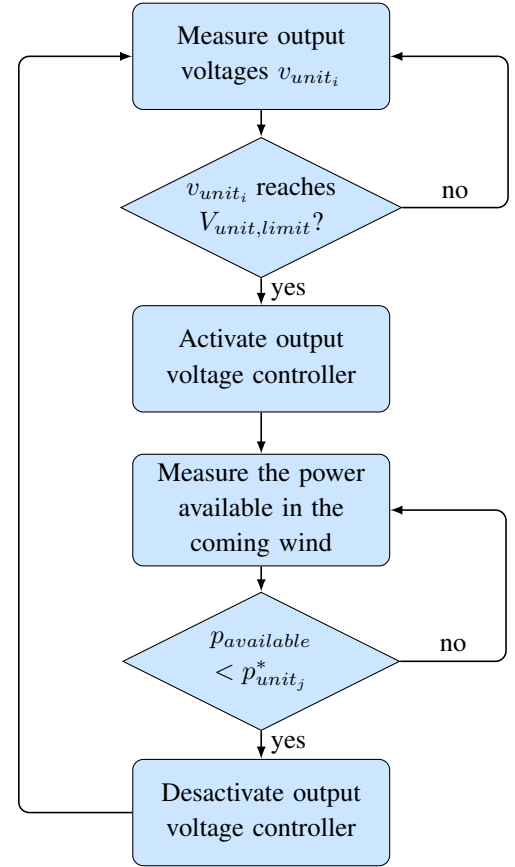 Measure output
voltages v_{unit_i}
v_{unit_i} reaches
V_{unit,limit}?
no
yes
Activate output
voltage controller
Measure the power
available in the
coming wind
p_{available}
< p^*_{unit_j}
no
yes
Desactivate output
voltage controller